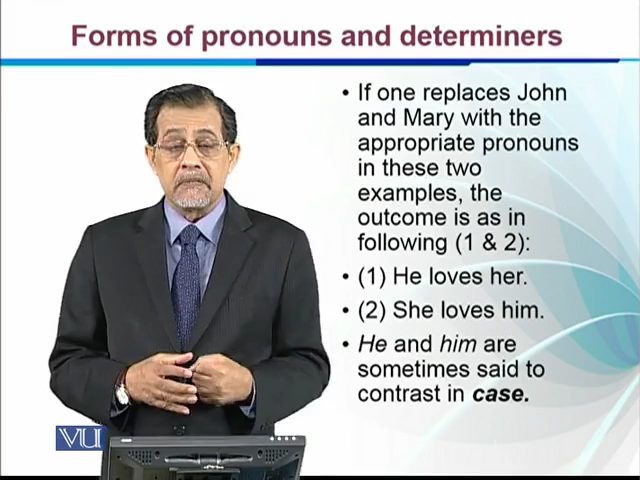 Forms of pronouns and determiners
• If one replaces John
and Mary with the
appropriate pronouns
in these two
examples, the
outcome is as in
following (1 & 2):
• (1) He loves her.
• (2) She loves him.
• He and him are
sometimes said to
contrast in case.
VU